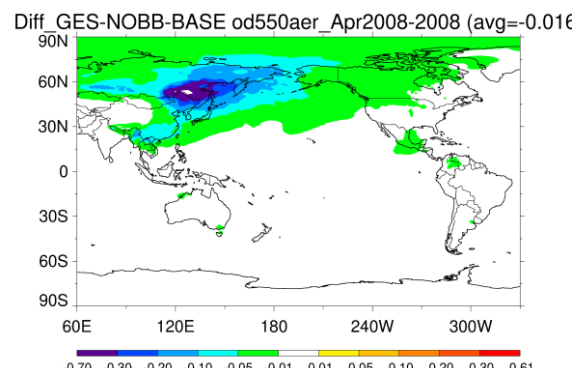 Diff_GES-NOBB-BASE od550aer_Apr2008-2008 (avg=-0.016
90N
60N
30N
0
30S
60S
90S
60E 120E 180 240W 300W
-0.70 -0.30 -0.20 -0.10 -0.05 -0.01 0.01 0.05 0.10 0.20 0.30 0.61